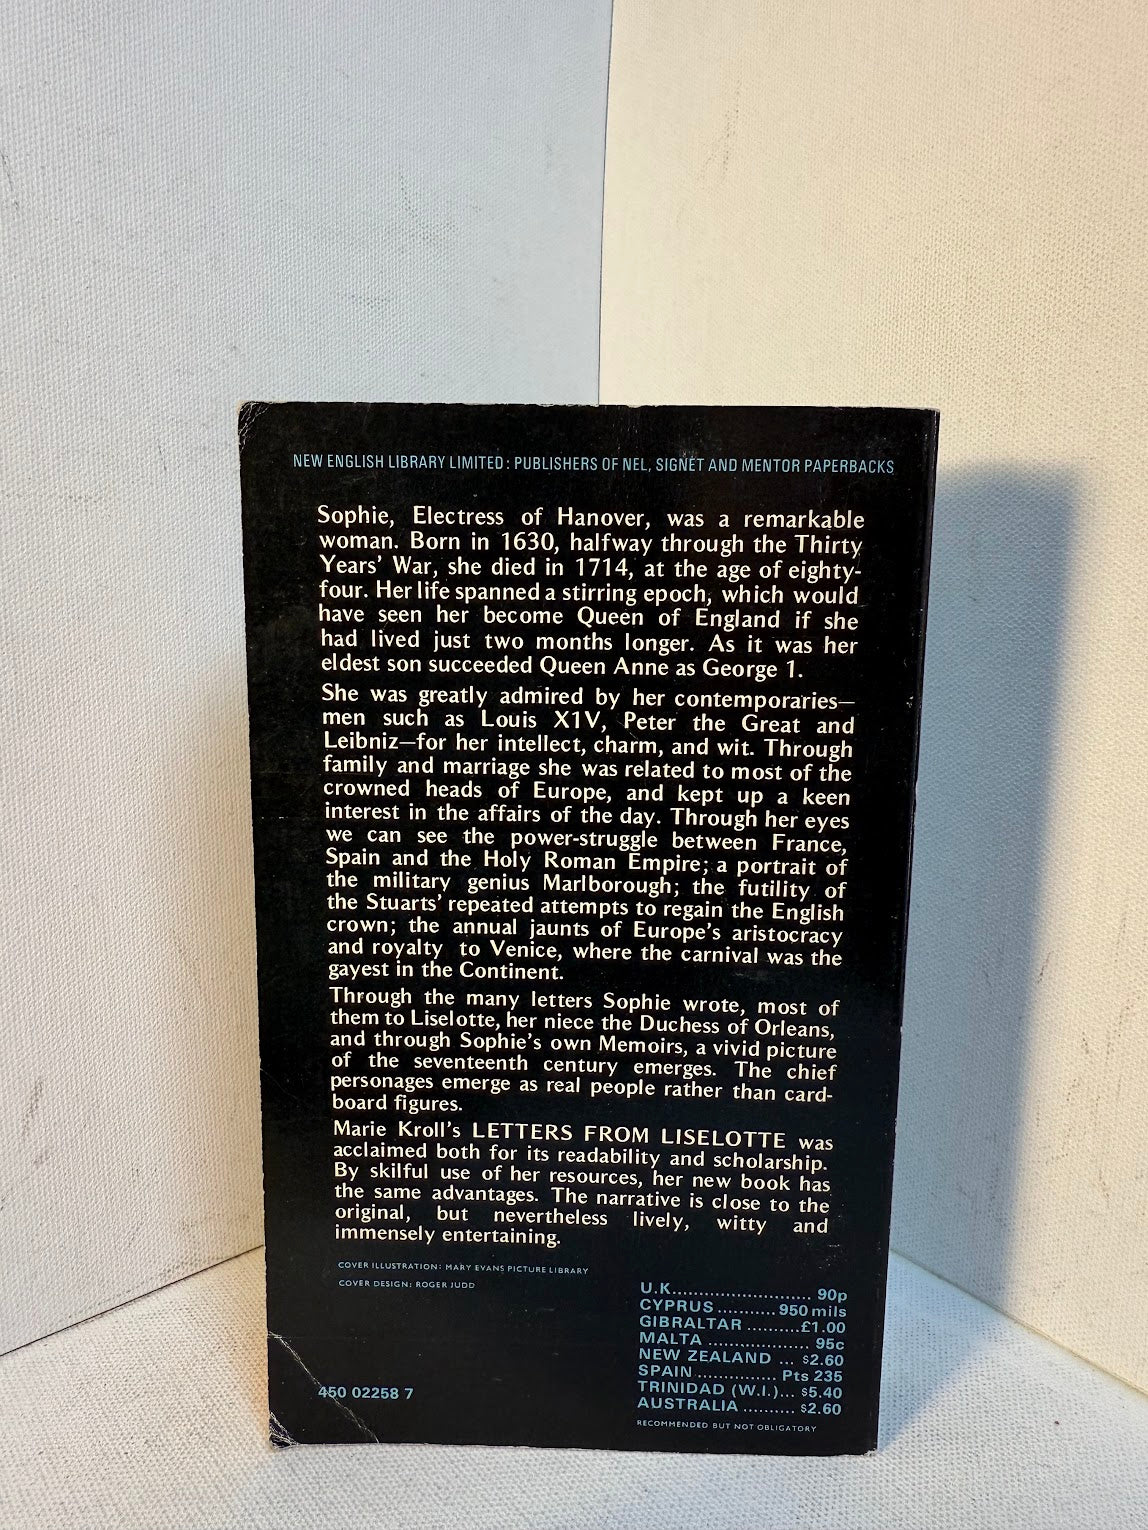 NEW ENGLISH LIBRARY LIMITED: PUBLISHERS OF NEL, SIGNET AND MENTOR PAPERBACKS
Sophie, Electress of Hanover, was a remarkable
woman. Born in 1630, halfway through the Thirty
Years' War, she died in 1714, at the age of eighty-
four. Her life spanned a stirring epoch, which would
have seen her become Queen of England if she
had lived just two months longer. As it was her
eldest son succeeded Queen Anne as George 1.
She was greatly admired by her contemporaries—
men such as Louis X1V, Peter the Great and
Leibniz—for her intellect, charm, and wit. Through
family and marriage she was related to most of the
crowned heads of Europe, and kept up a keen
interest in the affairs of the day. Through her eyes
we can see the power-struggle between France,
Spain and the Holy Roman Empire; a portrait of
the military genius Marlborough; the futility of
the Stuarts' repeated attempts to regain the English
crown; the annual jaunts of Europe's aristocracy
and royalty to Venice, where the carnival was the
gayest in the Continent.
Through the many letters Sophie wrote, most of
them to Liselotte, her niece the Duchess of Orleans,
and through Sophie's own Memoirs, a vivid picture
of the seventeenth century emerges. The chief
personages emerge as real people rather than card-
board figures.
Marie Kroll's LETTERS FROM LISELOTTE was
acclaimed both for its readability and scholarship.
By skilful use of her resources, her new book has
the same advantages. The narrative is close to the
original, but nevertheless lively, witty and
immensely entertaining.
COVER ILLUSTRATION: MARY EVANS PICTURE LIBRARY
COVER DESIGN: ROGER JUDD
U.K.......................... 90p
CYPRUS ...........950 mils
GIBRALTAR ..........£1.00
MALTA ................... 95c
NEW ZEALAND ... $2.60
SPAIN ............... Pts 235
TRINIDAD (W.I.)... $5.40
AUSTRALIA .......... $2.60
RECOMMENDED BUT NOT OBLIGATORY
450 02258 7